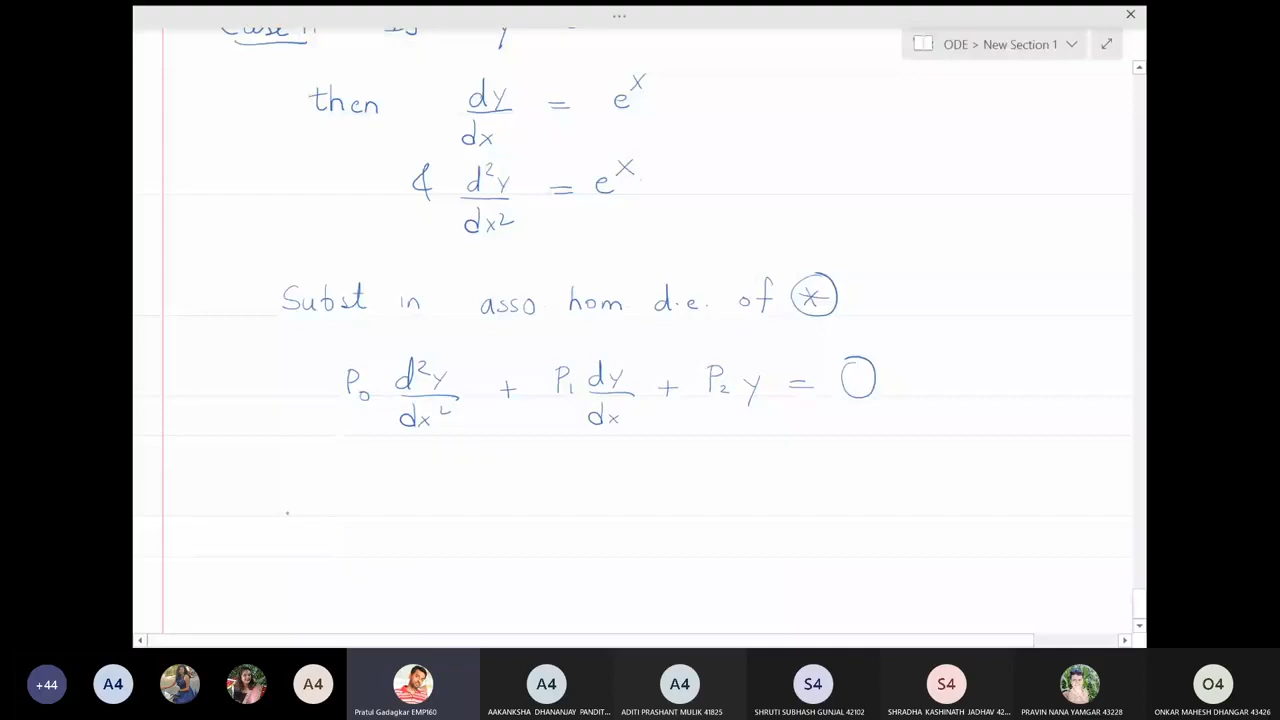 ODE > New Section 1
then dy/dx = e^x
& d²y/dx² = e^x
Subst in asso. hom d.e. of *
P₀ d²y/dx² + P₁ dy/dx + P₂ y = 0
+44 A4 A4 A4 A4 S4 S4 O4
Pratul Gadagkar EMP160 AAKANKSHA DHANANJAY PANDIT... ADITI PRASHANT MULIK 41825 SHRUTI SUBHASH GUNJAL 42102 SHRADHA KASHINATH JADHAV 42... PRAVIN NANA YAMGAR 43228 ONKAR MAHESH DHANGAR 43426